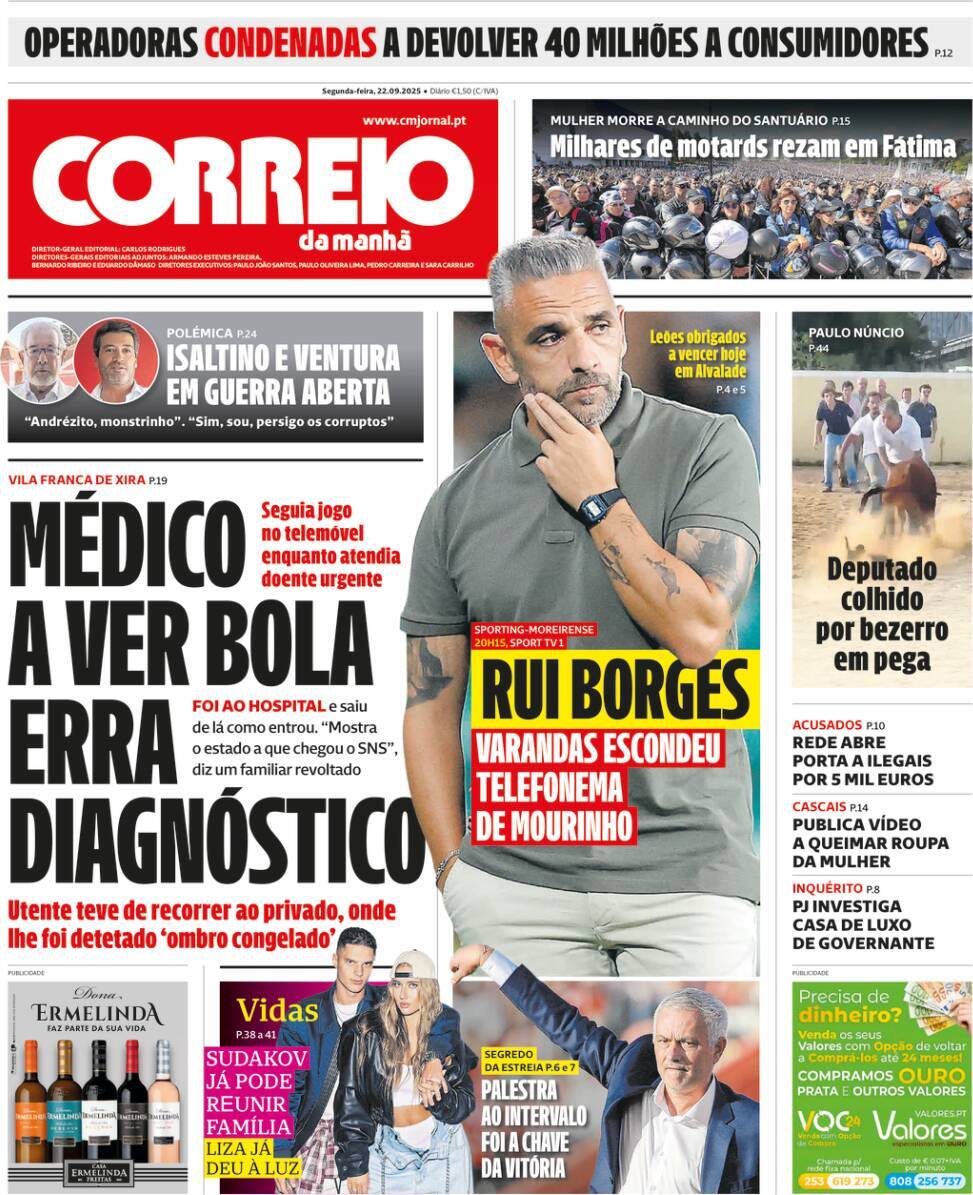 OPERADORAS CONDENADAS A DEVOLVER 40 MILHÕES A CONSUMIDORES P.12
Segunda-feira, 22.09.2025 • Diário €1,50 (C/IVA)
www.cmjornal.pt
CORREIO
da manhã
DIRETOR-GERAL EDITORIAL: CARLOS RODRIGUES
DIRETORES-GERAIS EDITORIAIS ADJUNTOS: ARMANDO ESTEVES PEREIRA,
BERNARDO RIBEIRO E EDUARDO DÂMASO DIRETORES EXECUTIVOS: PAULO JOÃO SANTOS, PAULO OLIVEIRA LIMA, PEDRO CARREIRA E SARA CARRILHO
MULHER MORRE A CAMINHO DO SANTUÁRIO P.15
Milhares de motards rezam em Fátima
POLÉMICA P.24
ISALTINO E VENTURA
EM GUERRA ABERTA
“Andrézito, monstrinho”. “Sim, sou, persigo os corruptos”
VILA FRANCA DE XIRA P.19
MÉDICO
A VER BOLA
ERRA
DIAGNÓSTICO
Seguia jogo
no telemóvel
enquanto atendia
doente urgente
FOI AO HOSPITAL e saiu
de lá como entrou. “Mostra
o estado a que chegou o SNS”,
diz um familiar revoltado
Utente teve de recorrer ao privado, onde
lhe foi detetado ‘ombro congelado’
Leões obrigados
a vencer hoje
em Alvalade
P.4 e 5
SPORTING-MOREIRENSE
20H15, SPORT TV 1
RUI BORGES
VARANDAS ESCONDEU
TELEFONEMA
DE MOURINHO
PAULO NÚNCIO
P.44
Deputado
colhido
por bezerro
em pega
ACUSADOS P.10
REDE ABRE
PORTA A ILEGAIS
POR 5 MIL EUROS
CASCAIS P.14
PUBLICA VÍDEO
A QUEIMAR ROUPA
DA MULHER
INQUÉRITO P.8
PJ INVESTIGA
CASA DE LUXO
DE GOVERNANTE
PUBLICIDADE
Dona
ERMELINDA
FAZ PARTE DA SUA VIDA
CASA
ERMELINDA
FREITAS
Vidas
P.38 a 41
SUDAKOV
JÁ PODE
REUNIR
FAMÍLIA
LIZA JÁ
DEU À LUZ
SEGREDO
DA ESTREIA P.6 e 7
PALESTRA
AO INTERVALO
FOI A CHAVE
DA VITÓRIA
PUBLICIDADE
Precisa de
dinheiro?
Venda os seus
Valores com Opção de voltar
a Comprá-los até 24 meses!
COMPRAMOS OURO
PRATA E OUTROS VALORES
VOC24
Venda com Opção
de Compra
VALORES.PT
Valores
especialistas em OURO
Chamada p/
rede fixa nacional
253 619 273
Custo de € 0,07+IVA
por minuto
808 256 737